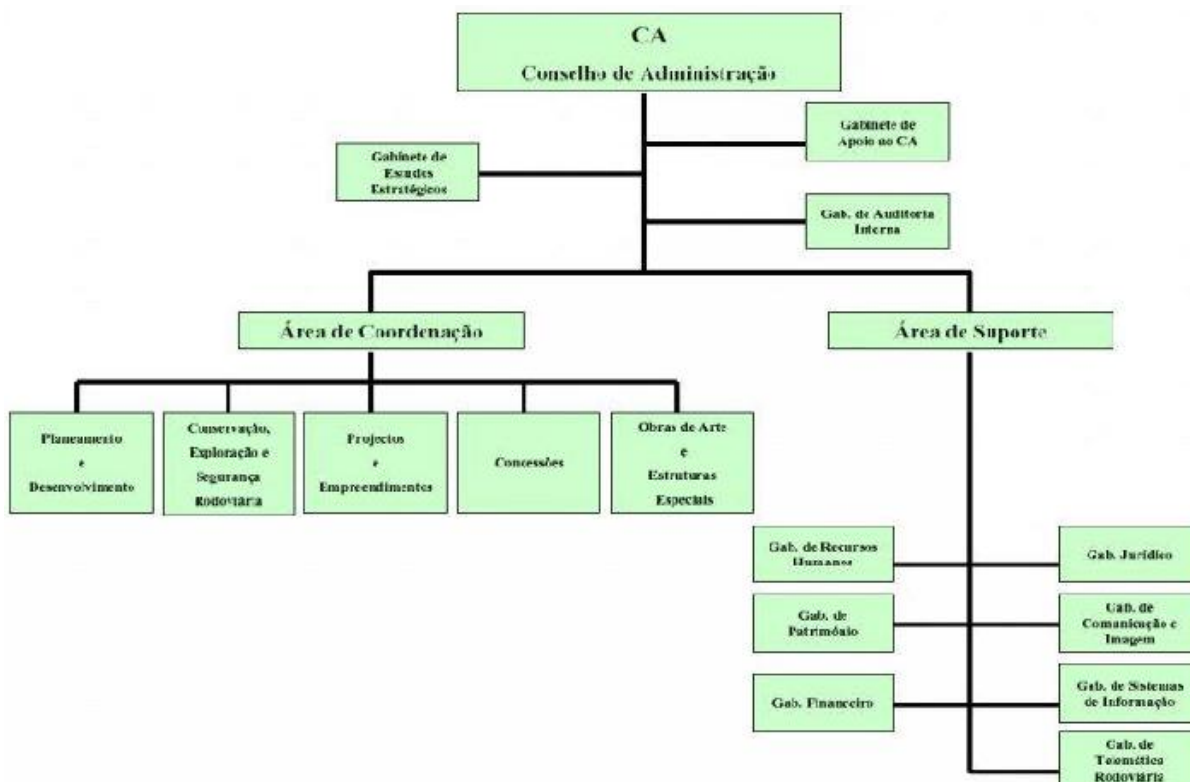 CA
Conselho de Administração
Gabinete de
Apoio ao CA
Gabinete de
Estudos
Estratégicos
Gab. de Auditoria
Interna
Área de Coordenação
Área de Suporte
Planeamento
e
Desenvolvimento
Conservação,
Exploração e
Segurança
Rodoviária
Projectos
e
Empreendimentos
Concessões
Obras de Arte
e
Estruturas
Especiais
Gab. de Recursos
Humanos
Gab. Jurídico
Gab. de
Património
Gab. de
Comunicação e
Imagem
Gab. Financeiro
Gab. de Sistemas
de Informação
Gab. de
Telemática
Rodoviária